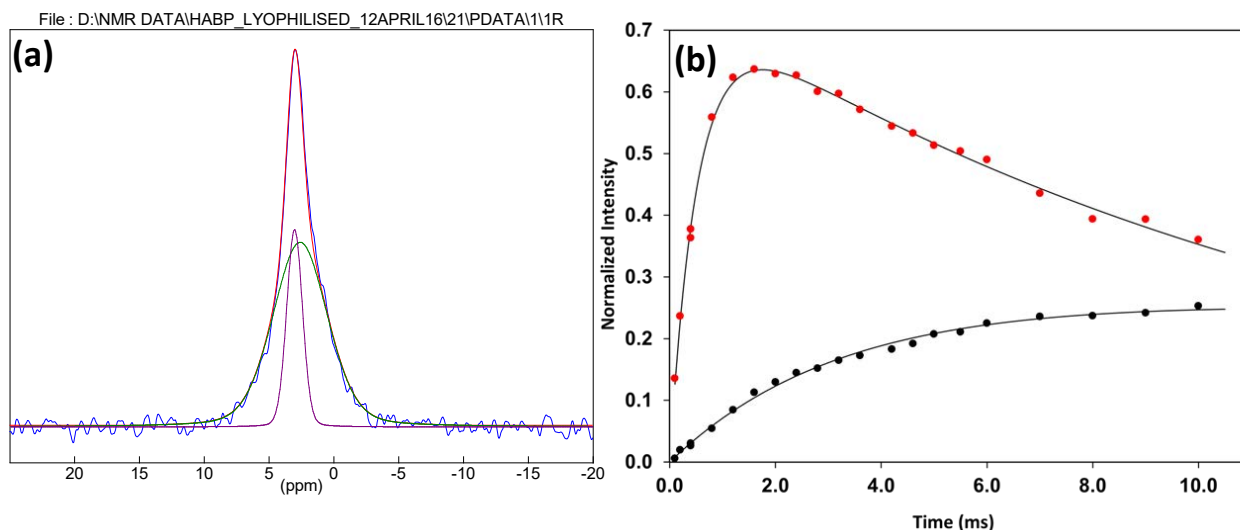 File : D:\NMR DATA\HABP_LYOPHILISED_12APRIL16\21\PDATA\1\1R
(a)
20 15 10 5 0 -5 -10 -15 -20
(ppm)
(b)
Normalized Intensity
0.7
0.6
0.5
0.4
0.3
0.2
0.1
0.0
0.0 2.0 4.0 6.0 8.0 10.0
Time (ms)